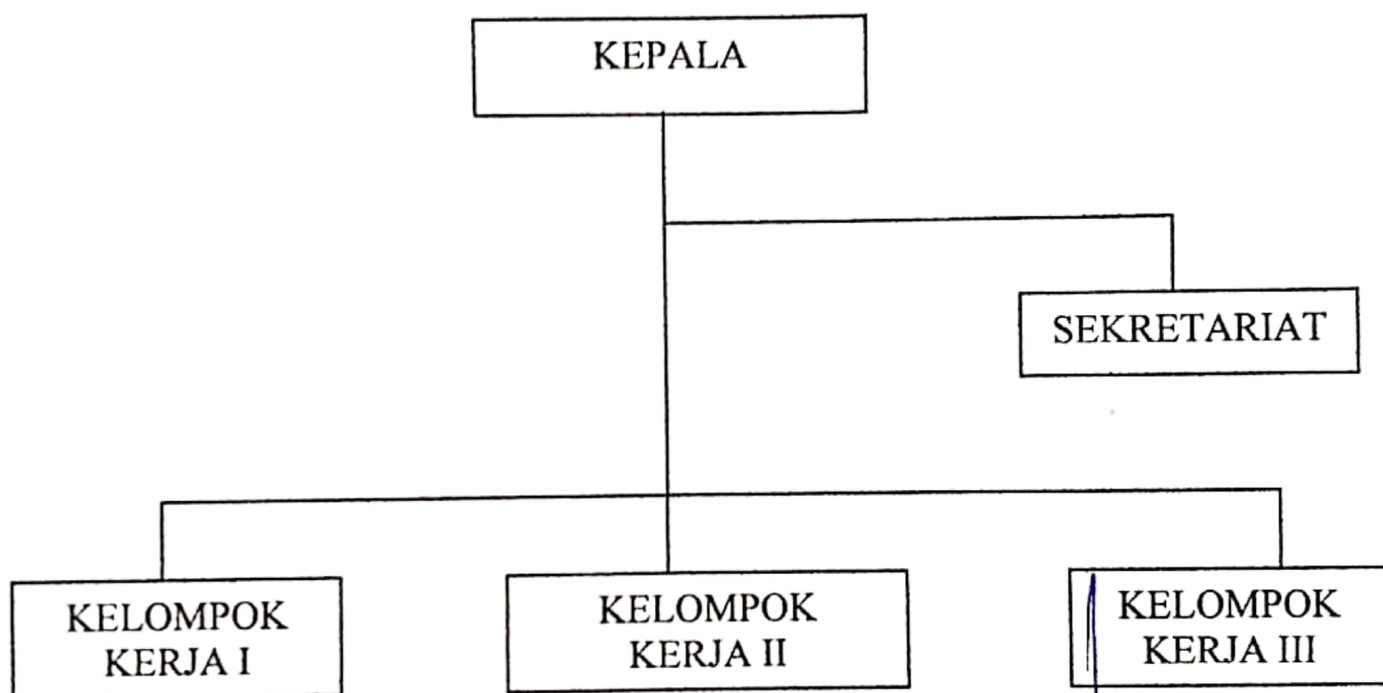 KEPALA
SEKRETARIAT
KELOMPOK
KERJA I
KELOMPOK
KERJA II
KELOMPOK
KERJA III